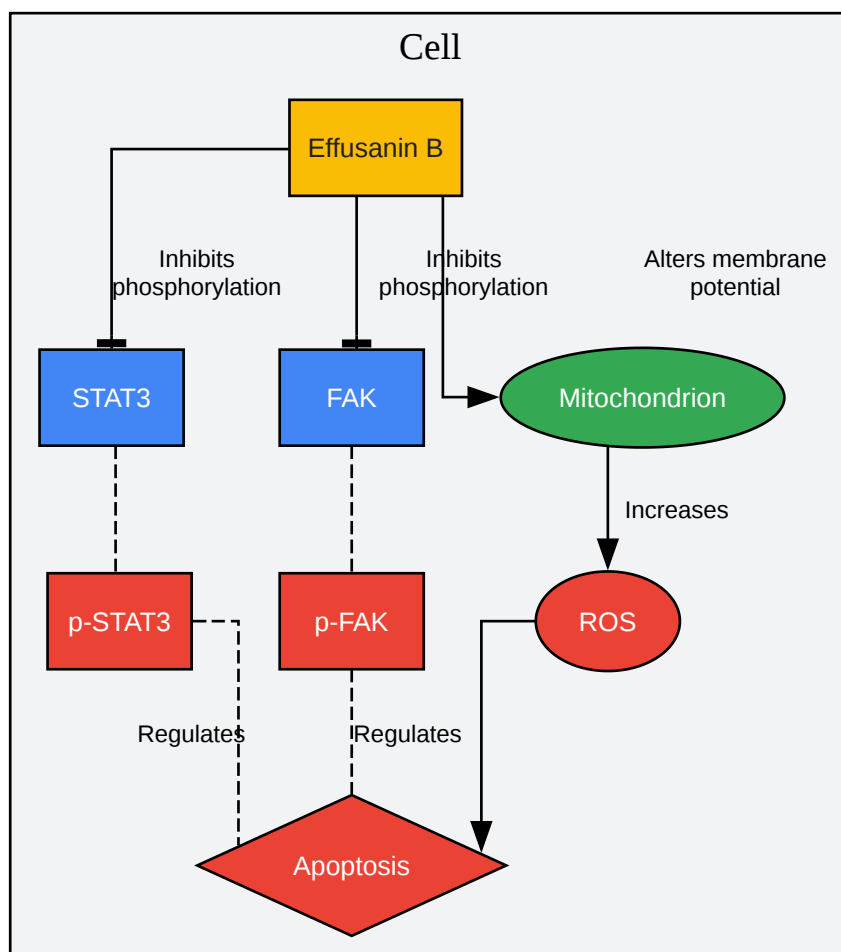 Cell
Effusanin B
Inhibits
phosphorylation
Inhibits
phosphorylation
Alters membrane
potential
STAT3
FAK
Mitochondrion
Increases
p-STAT3
p-FAK
ROS
Regulates
Regulates
Apoptosis